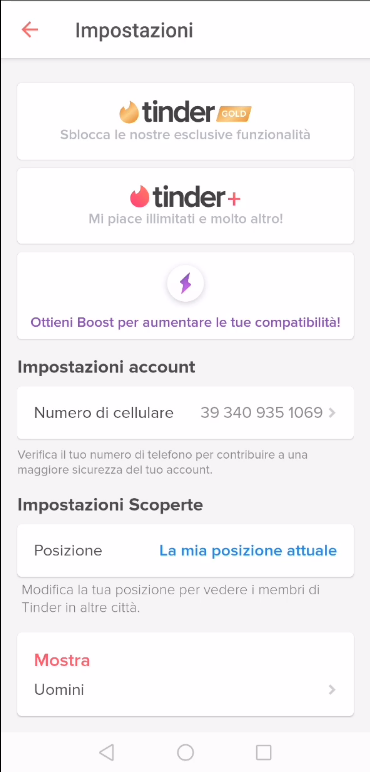 Impostazioni
tinder GOLD
Sblocca le nostre esclusive funzionalità
tinder+
Mi piace illimitati e molto altro!
Ottieni Boost per aumentare le tue compatibilità!
Impostazioni account
Numero di cellulare 39 340 935 1069
Verifica il tuo numero di telefono per contribuire a una
maggiore sicurezza del tuo account.
Impostazioni Scoperte
Posizione La mia posizione attuale
Modifica la tua posizione per vedere i membri di
Tinder in altre città.
Mostra
Uomini